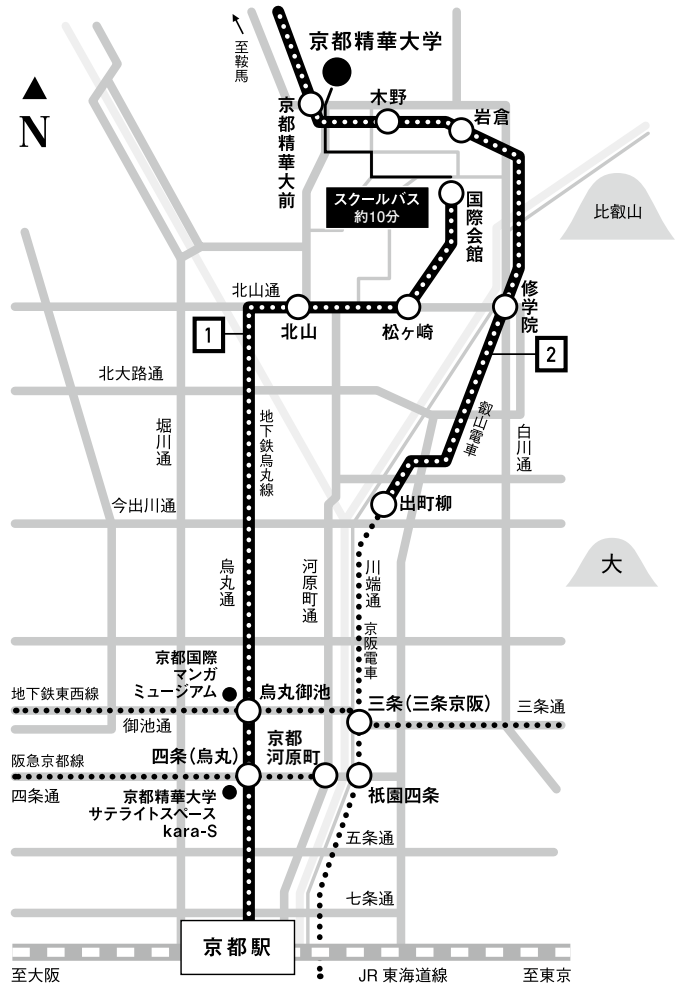 京都精華大学
至鞍馬
N
木野
岩倉
京都精華大前
スクールバス
約10分
国際会館
比叡山
修学院
北山通
北山
松ヶ崎
1
2
北大路通
叡山電車
堀川通
地下鉄烏丸線
白川通
今出川通
出町柳
大
烏丸通
河原町通
川端通
京阪電車
京都国際
マンガ
ミュージアム
地下鉄東西線
烏丸御池
三条(三条京阪)
三条通
御池通
四条(烏丸)
京都
河原町
阪急京都線
四条通
京都精華大学
サテライトスペース
kara-S
祇園四条
五条通
七条通
京都駅
至大阪
JR 東海道線
至東京